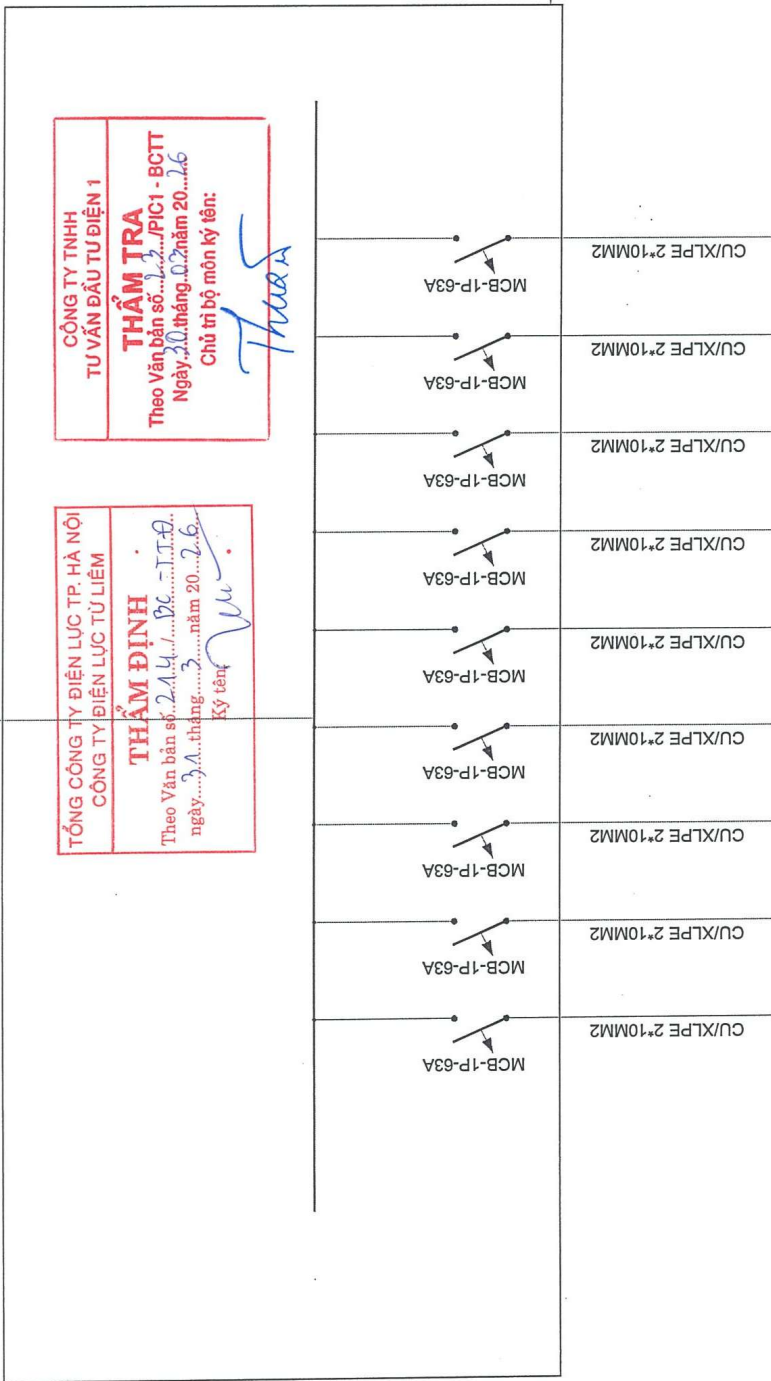 CÔNG TY TNHH
TƯ VẤN ĐẦU TƯ ĐIỆN 1
THẨM TRA
Theo Văn bản số...23.../PIC1 - BCTT
Ngày..30..tháng..03..năm 20..26
Chủ trì bộ môn ký tên:
Thuân
TỔNG CÔNG TY ĐIỆN LỰC TP. HÀ NỘI
CÔNG TY ĐIỆN LỰC TỪ LIÊM
THẨM ĐỊNH
Theo Văn bản số..214../...BC-TTĐ...
ngày...31..tháng...3...năm 20..26...
Ký tên
MCB-1P-63A
CU/XLPE 2*10MM2
MCB-1P-63A
CU/XLPE 2*10MM2
MCB-1P-63A
CU/XLPE 2*10MM2
MCB-1P-63A
CU/XLPE 2*10MM2
MCB-1P-63A
CU/XLPE 2*10MM2
MCB-1P-63A
CU/XLPE 2*10MM2
MCB-1P-63A
CU/XLPE 2*10MM2
MCB-1P-63A
CU/XLPE 2*10MM2
MCB-1P-63A
CU/XLPE 2*10MM2